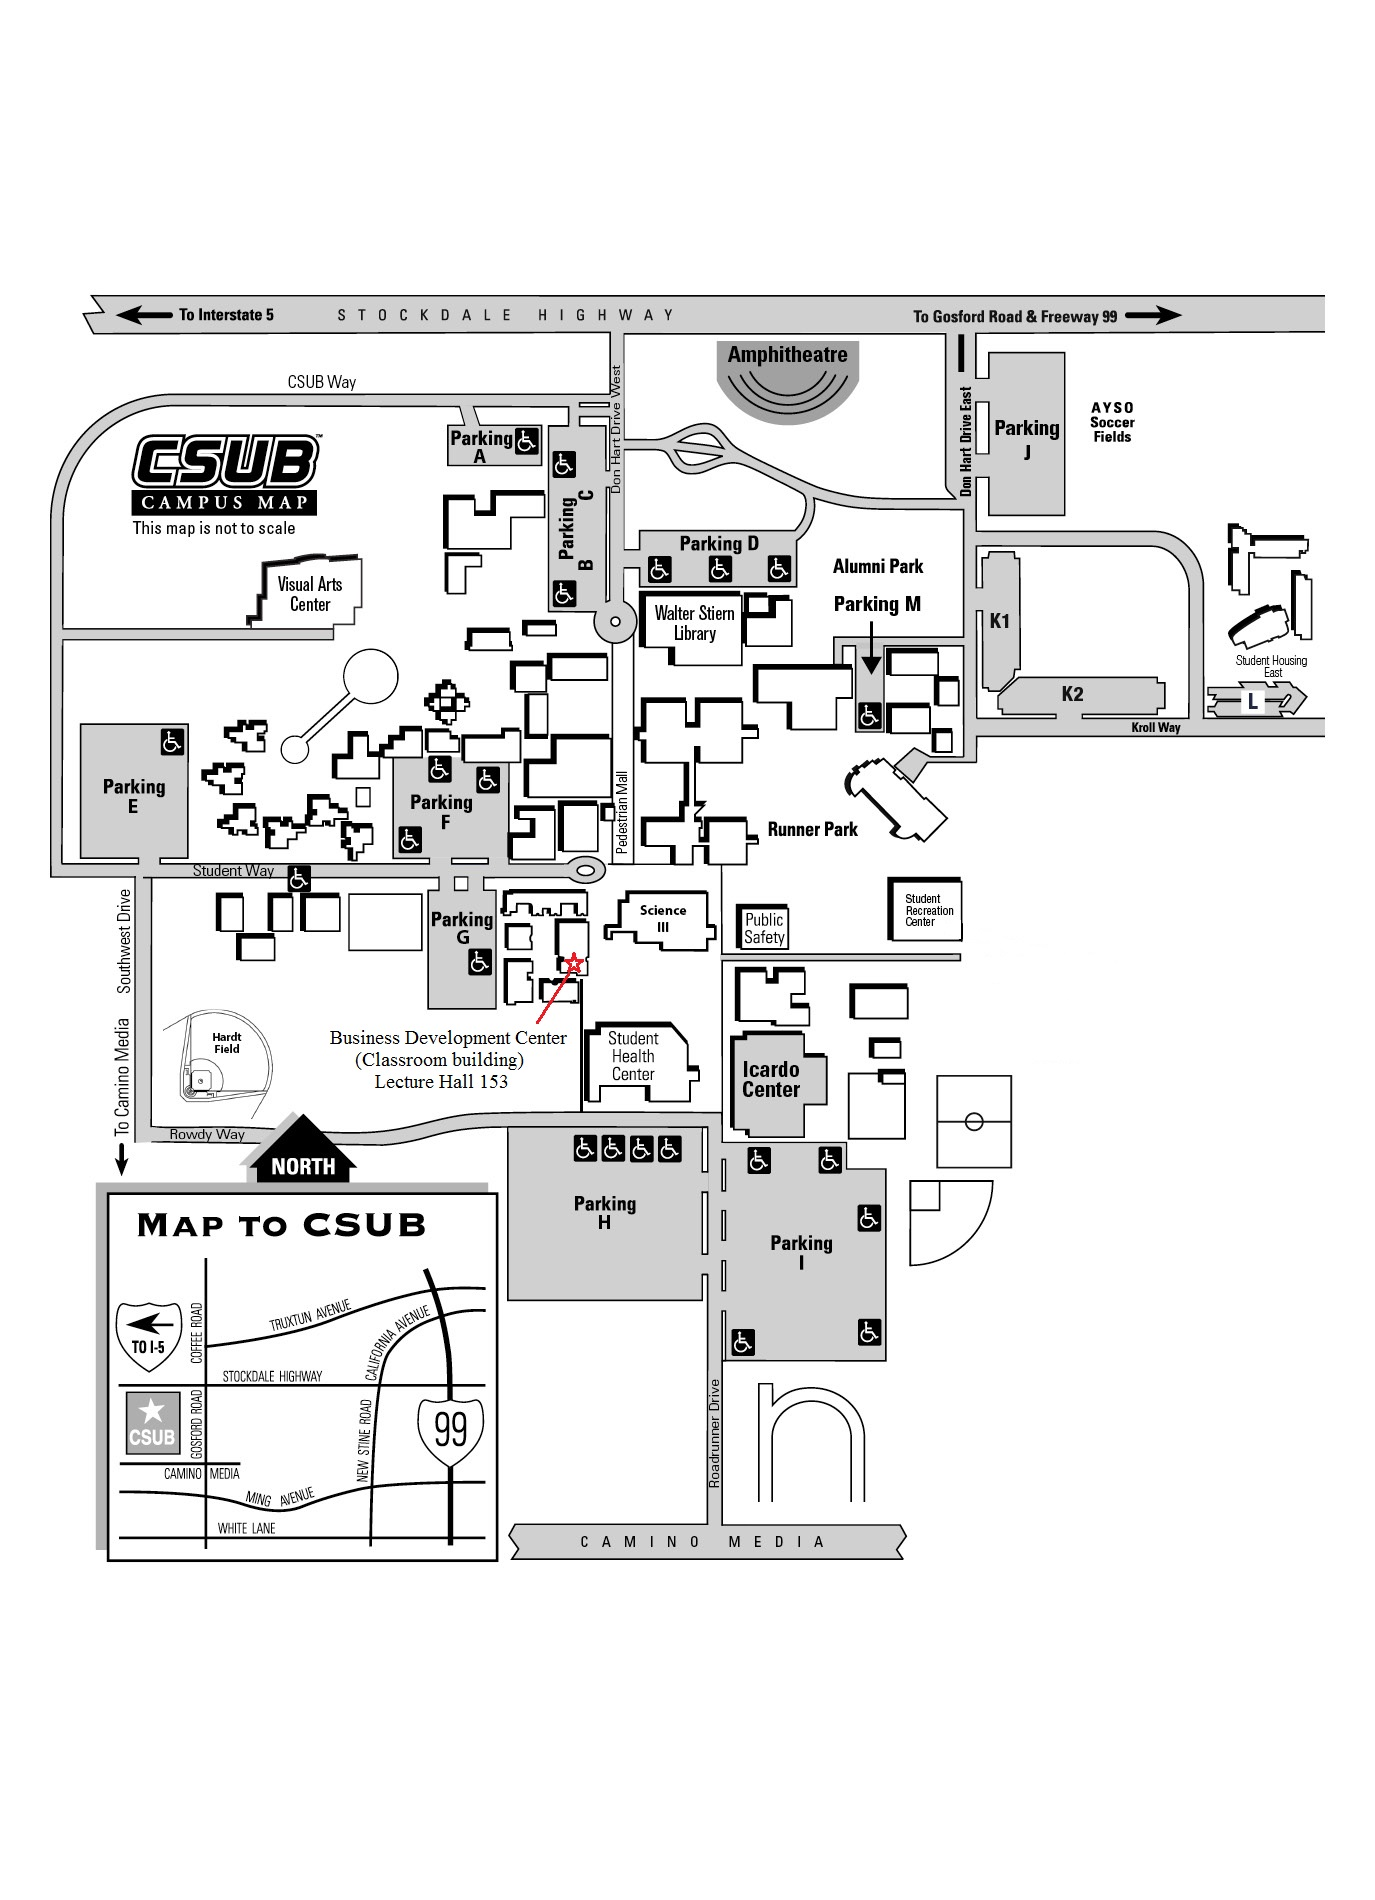 To Interstate 5
STOCKDALE HIGHWAY
To Gosford Road & Freeway 99
Amphitheatre
CSUB Way
Don Hart Drive West
Don Hart Drive East
Parking
J
AYSO
Soccer
Fields
Parking
A
CSUB™
CAMPUS MAP
This map is not to scale
Parking
B
C
Parking D
Alumni Park
Parking M
Visual Arts
Center
Walter Stiern
Library
K1
K2
Student Housing
East
L
Kroll Way
Parking
E
Parking
F
Pedestrian Mall
Runner Park
Student Way
Southwest Drive
To Camino Media
Parking
G
Science
III
Public
Safety
Student
Recreation
Center
Hardt
Field
Business Development Center
(Classroom building)
Lecture Hall 153
Student
Health
Center
Icardo
Center
Rowdy Way
NORTH
Parking
H
Parking
I
MAP TO CSUB
TO I-5
COFFEE ROAD
TRUXTUN AVENUE
CALIFORNIA AVENUE
STOCKDALE HIGHWAY
CSUB
GOSFORD ROAD
NEW STINE ROAD
99
CAMINO MEDIA
MING AVENUE
WHITE LANE
Roadrunner Drive
CAMINO MEDIA